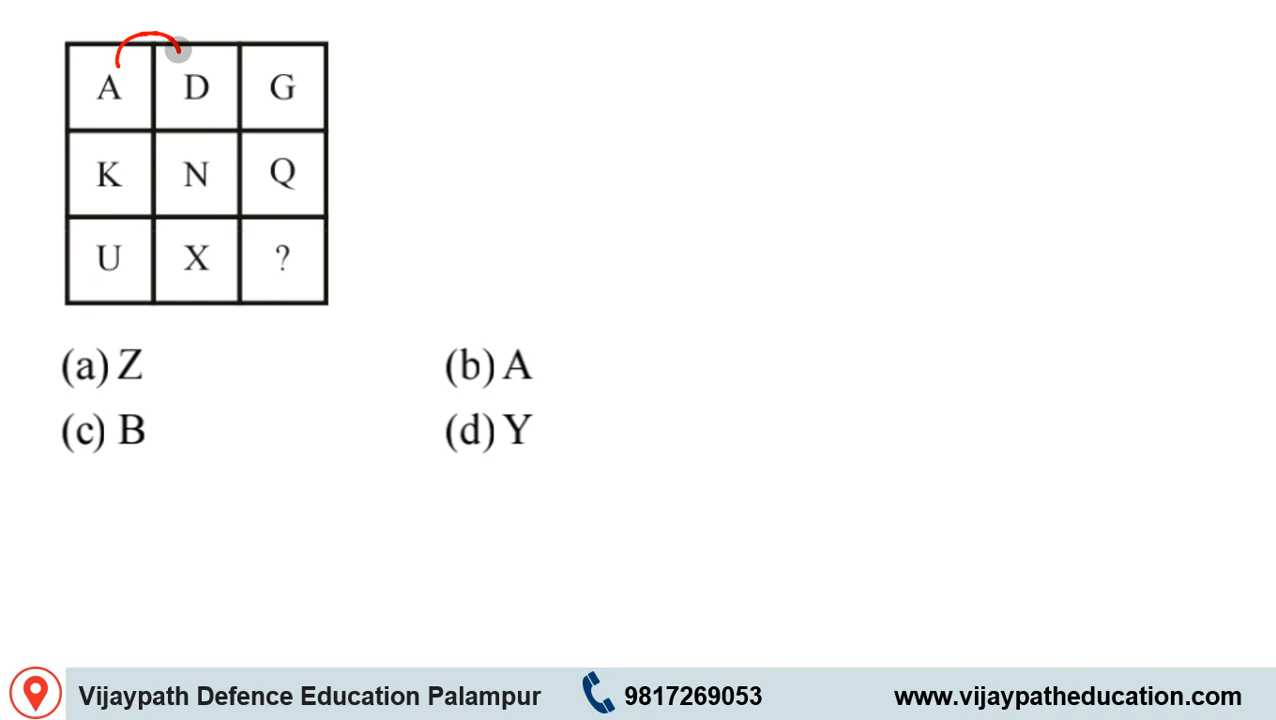 A D G
K N Q
U X ?
(a) Z (b) A
(c) B (d) Y
Vijaypath Defence Education Palampur 9817269053 www.vijaypatheducation.com